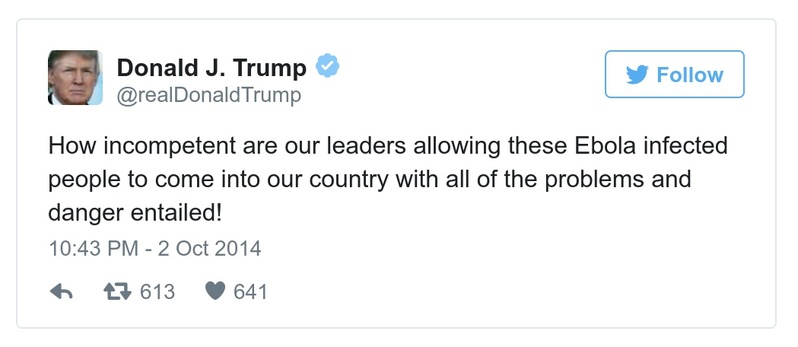 Donald J. Trump
@realDonaldTrump
Follow
How incompetent are our leaders allowing these Ebola infected
people to come into our country with all of the problems and
danger entailed!
10:43 PM - 2 Oct 2014
613 641